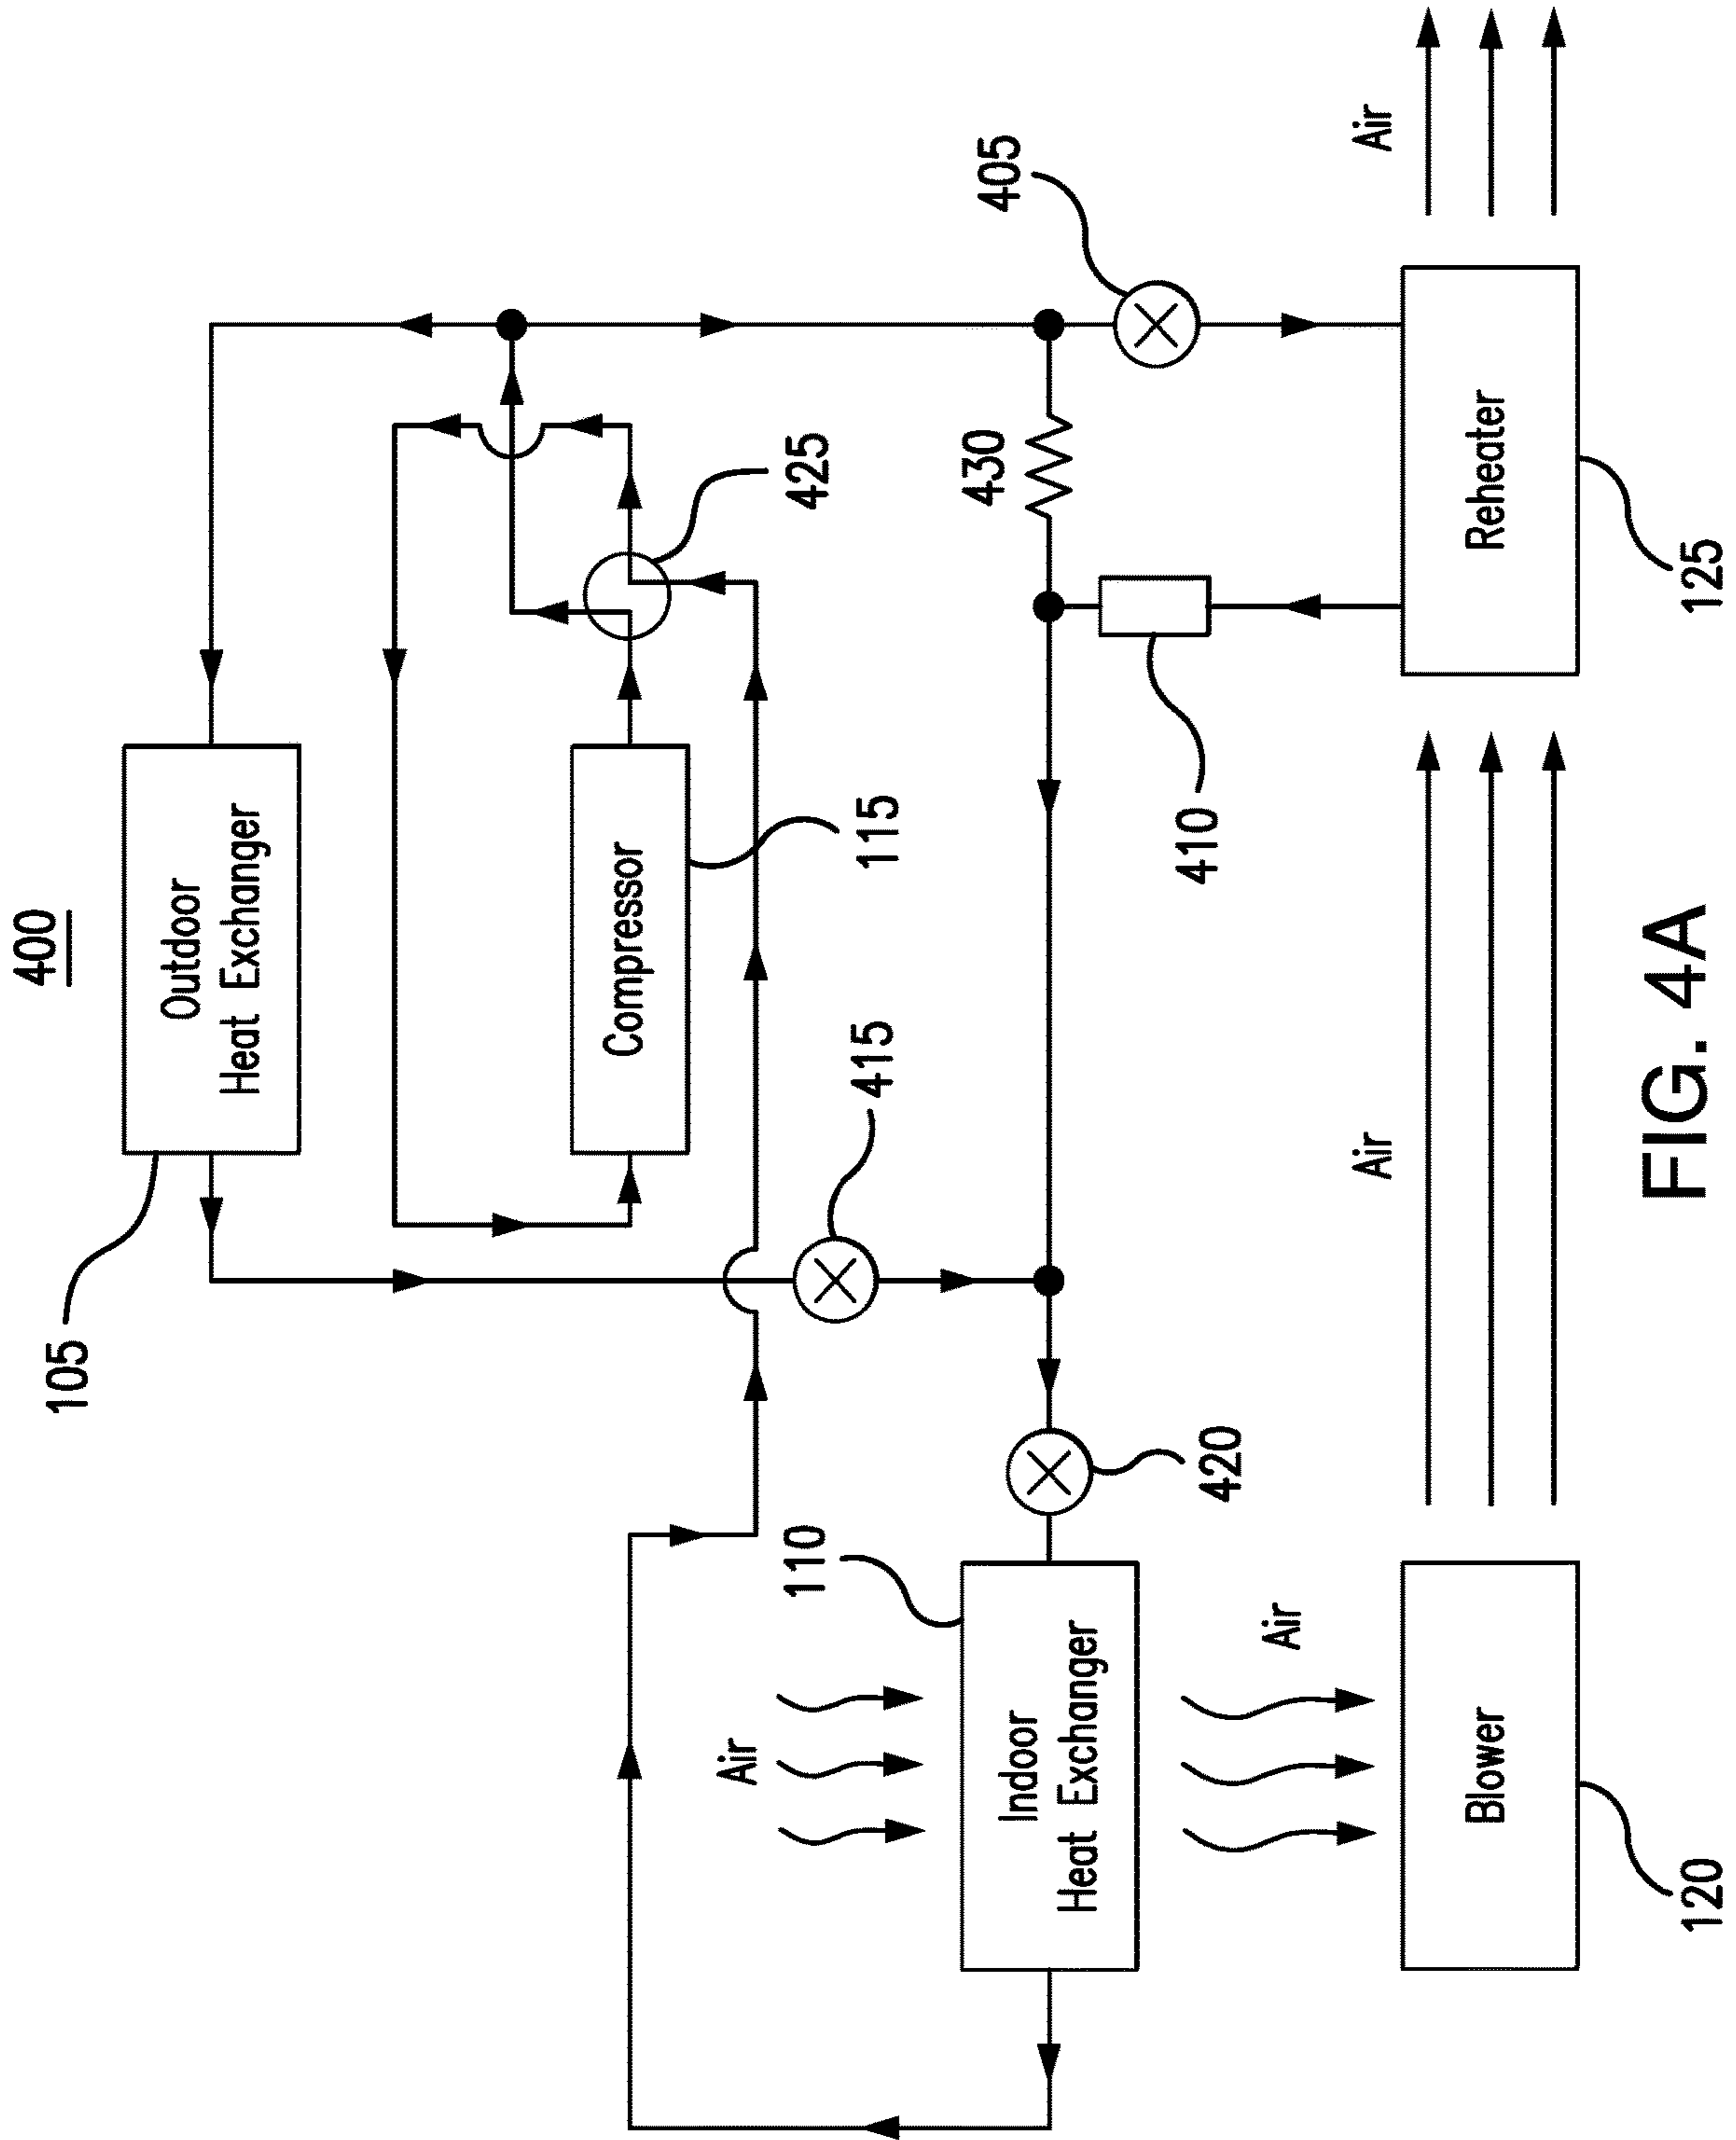 400
Outdoor
Heat Exchanger
105
Compressor
115
425
415
430
405
410
420
110
Indoor
Heat Exchanger
Air
Air
Air
Air
Blower
120
Reheater
125
FIG. 4A